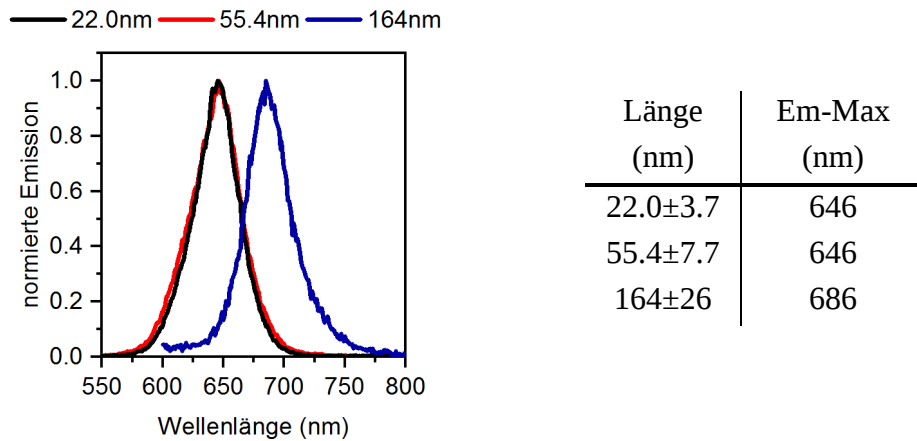 22.0nm 55.4nm 164nm
1.0
0.8
0.6
0.4
0.2
0.0
normierte Emission
550 600 650 700 750 800
Wellenlänge (nm)
Länge Em-Max
(nm) (nm)
22.0±3.7 646
55.4±7.7 646
164±26 686